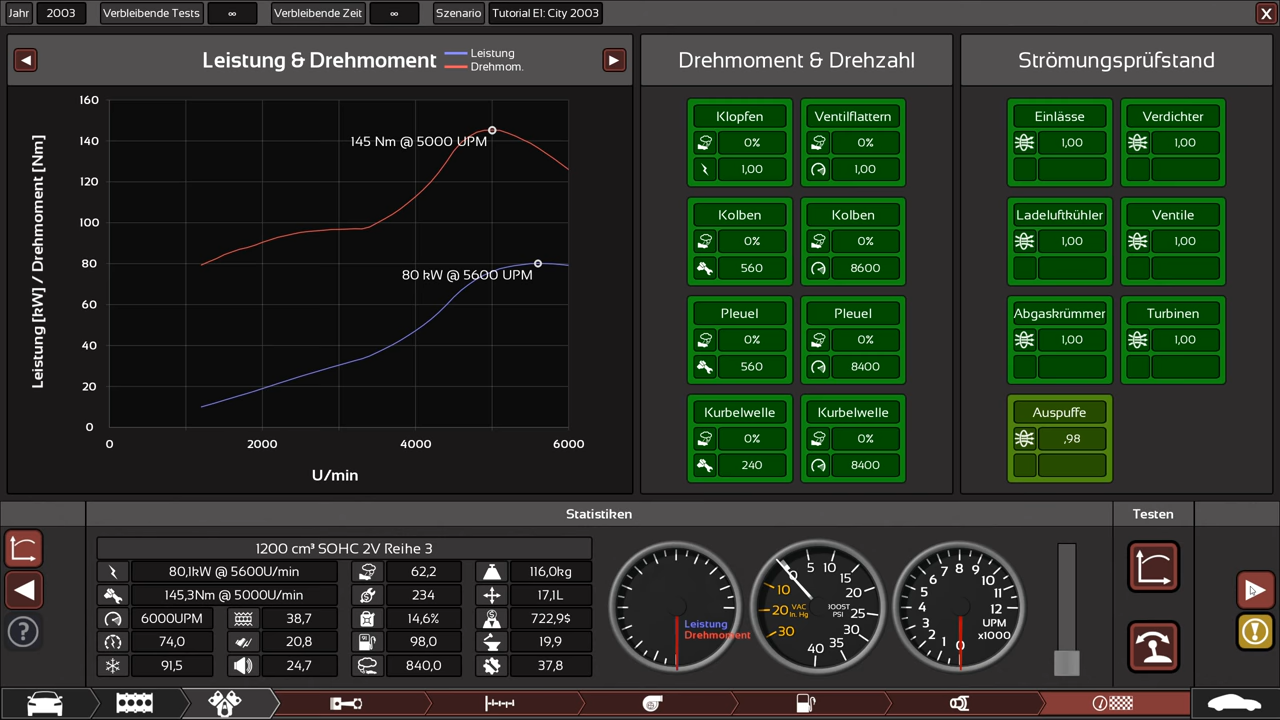 Jahr 2003 Verbleibende Tests ∞ Verbleibende Zeit ∞ Szenario Tutorial E1: City 2003 X
Leistung & Drehmoment
Leistung
Drehmom.
160
140
120
100
80
60
40
20
0
Leistung [kW] / Drehmoment [Nm]
145 Nm @ 5000 UPM
80 kW @ 5600 UPM
0 2000 4000 6000
U/min
Drehmoment & Drehzahl
Klopfen Ventilflattern
0% 0%
1,00 1,00
Kolben Kolben
0% 0%
560 8600
Pleuel Pleuel
0% 0%
560 8400
Kurbelwelle Kurbelwelle
0% 0%
240 8400
Strömungsprüfstand
Einlässe Verdichter
1,00 1,00
Ladeluftkühler Ventile
1,00 1,00
Abgaskrümmer Turbinen
1,00 1,00
Auspuffe
,98
Statistiken
1200 cm³ SOHC 2V Reihe 3
80,1kW @ 5600U/min 62,2 116,0kg
145,3Nm @ 5000U/min 234 17,1L
6000UPM 38,7 14,6% 722,9$
74,0 20,8 98,0 19,9
91,5 24,7 840,0 37,8
Leistung
Drehmoment
30 20 10 0 5 10 15 20 25 30 35 40
VAC
In. Hg
BOOST
PSI
0 1 2 3 4 5 6 7 8 9 10 11 12
UPM
x1000
Testen